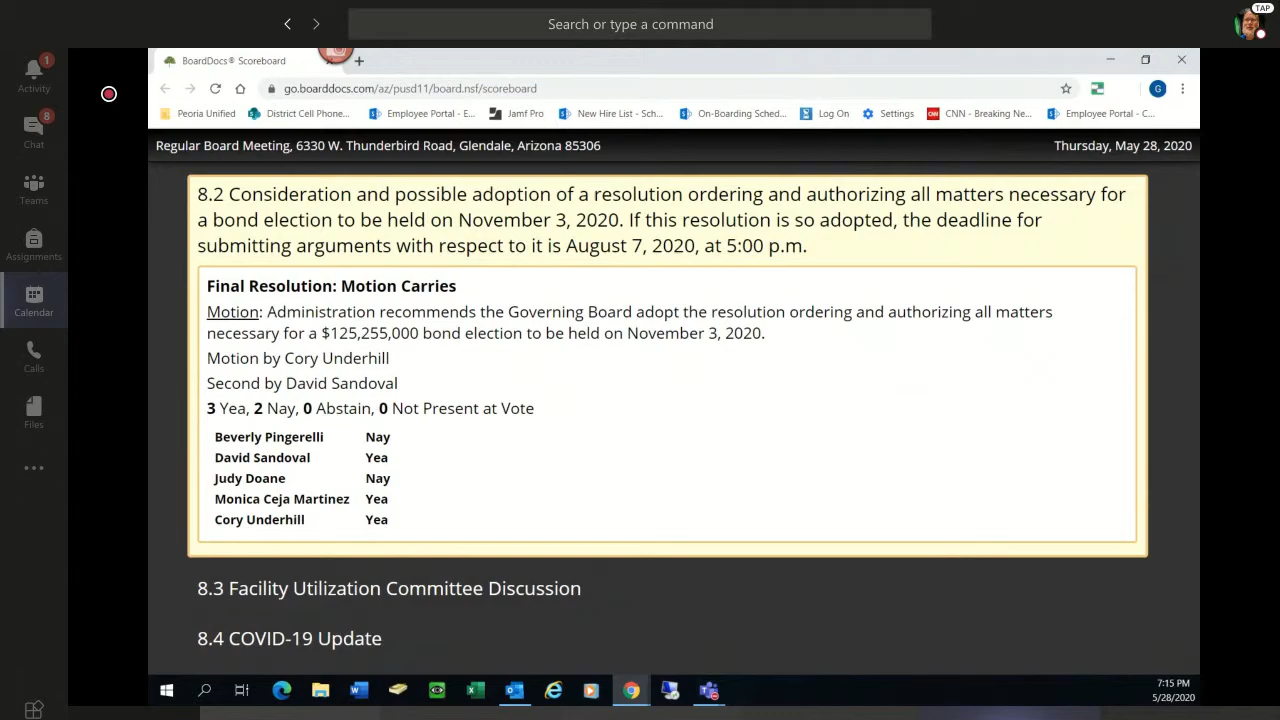 Search or type a command
TAP
1
Activity
8
Chat
Teams
Assignments
Calendar
Calls
Files
BoardDocs® Scoreboard
go.boarddocs.com/az/pusd11/board.nsf/scoreboard
G
Peoria Unified
District Cell Phone...
Employee Portal - E...
Jamf Pro
New Hire List - Sch...
On-Boarding Sched...
Log On
Settings
CNN - Breaking Ne...
Employee Portal - C...
Regular Board Meeting, 6330 W. Thunderbird Road, Glendale, Arizona 85306
Thursday, May 28, 2020
8.2 Consideration and possible adoption of a resolution ordering and authorizing all matters necessary for
a bond election to be held on November 3, 2020. If this resolution is so adopted, the deadline for
submitting arguments with respect to it is August 7, 2020, at 5:00 p.m.
Final Resolution: Motion Carries
Motion: Administration recommends the Governing Board adopt the resolution ordering and authorizing all matters
necessary for a $125,255,000 bond election to be held on November 3, 2020.
Motion by Cory Underhill
Second by David Sandoval
3 Yea, 2 Nay, 0 Abstain, 0 Not Present at Vote
Beverly Pingerelli Nay
David Sandoval Yea
Judy Doane Nay
Monica Ceja Martinez Yea
Cory Underhill Yea
8.3 Facility Utilization Committee Discussion
8.4 COVID-19 Update
7:15 PM
5/28/2020